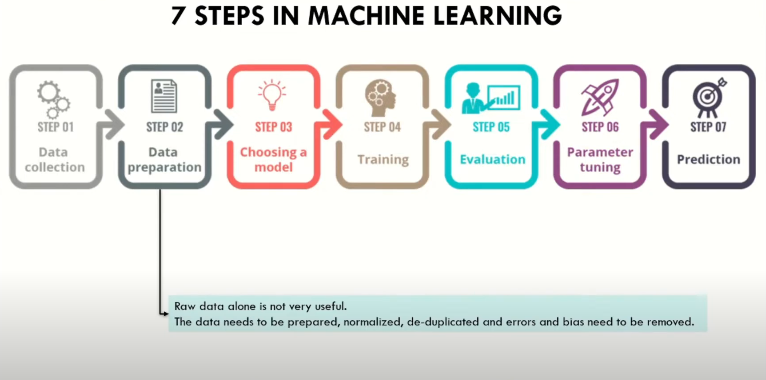 7 STEPS IN MACHINE LEARNING
STEP 01
Data
collection
STEP 02
Data
preparation
STEP 03
Choosing a
model
STEP 04
Training
STEP 05
Evaluation
STEP 06
Parameter
tuning
STEP 07
Prediction
Raw data alone is not very useful.
The data needs to be prepared, normalized, de-duplicated and errors and bias need to be removed.